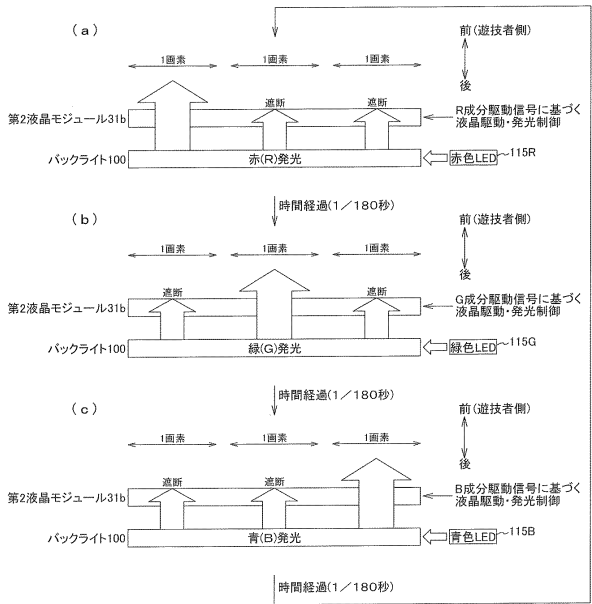 (a)
前(遊技者側)
後
1画素 1画素 1画素
遮断 遮断
第2液晶モジュール31b
R成分駆動信号に基づく
液晶駆動・発光制御
バックライト100
赤(R)発光
赤色LED
115R
時間経過(1/180秒)
(b)
前(遊技者側)
後
1画素 1画素 1画素
遮断 遮断
第2液晶モジュール31b
G成分駆動信号に基づく
液晶駆動・発光制御
バックライト100
緑(G)発光
緑色LED
115G
時間経過(1/180秒)
(c)
前(遊技者側)
後
1画素 1画素 1画素
遮断 遮断
第2液晶モジュール31b
B成分駆動信号に基づく
液晶駆動・発光制御
バックライト100
青(B)発光
青色LED
115B
時間経過(1/180秒)